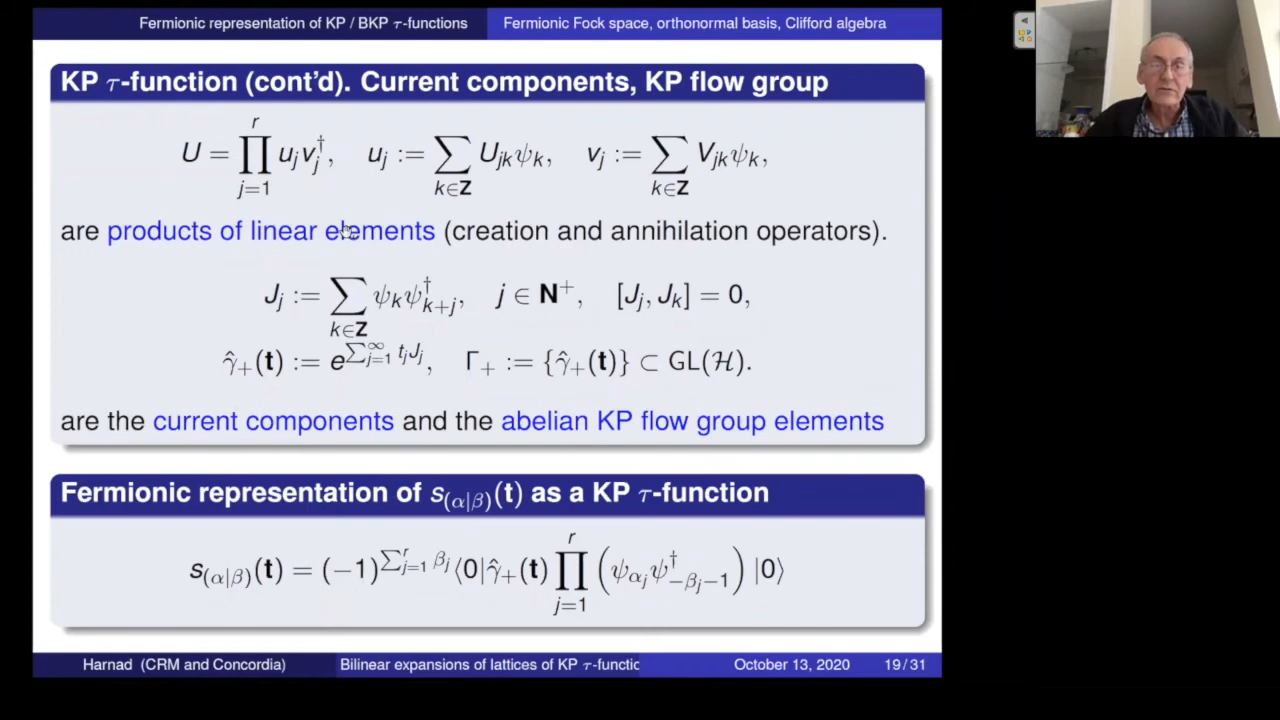 Fermionic representation of KP / BKP τ-functions Fermionic Fock space, orthonormal basis, Clifford algebra
KP τ-function (cont'd). Current components, KP flow group
U = ∏_{j=1}^{r} u_j v_j^†, u_j := ∑_{k∈Z} U_{jk} ψ_k, v_j := ∑_{k∈Z} V_{jk} ψ_k,
are products of linear elements (creation and annihilation operators).
J_j := ∑_{k∈Z} ψ_k ψ^†_{k+j}, j ∈ N^+, [J_j, J_k] = 0,
γ̂_+(t) := e^{∑_{j=1}^{∞} t_j J_j}, Γ_+ := {γ̂_+(t)} ⊂ GL(ℋ).
are the current components and the abelian KP flow group elements
Fermionic representation of s_{(α|β)}(t) as a KP τ-function
s_{(α|β)}(t) = (−1)^{∑_{j=1}^{r} β_j} ⟨0|γ̂_+(t) ∏_{j=1}^{r} (ψ_{α_j} ψ^†_{−β_j−1}) |0⟩
Harnad (CRM and Concordia) Bilinear expansions of lattices of KP τ-functic October 13, 2020 19 / 31